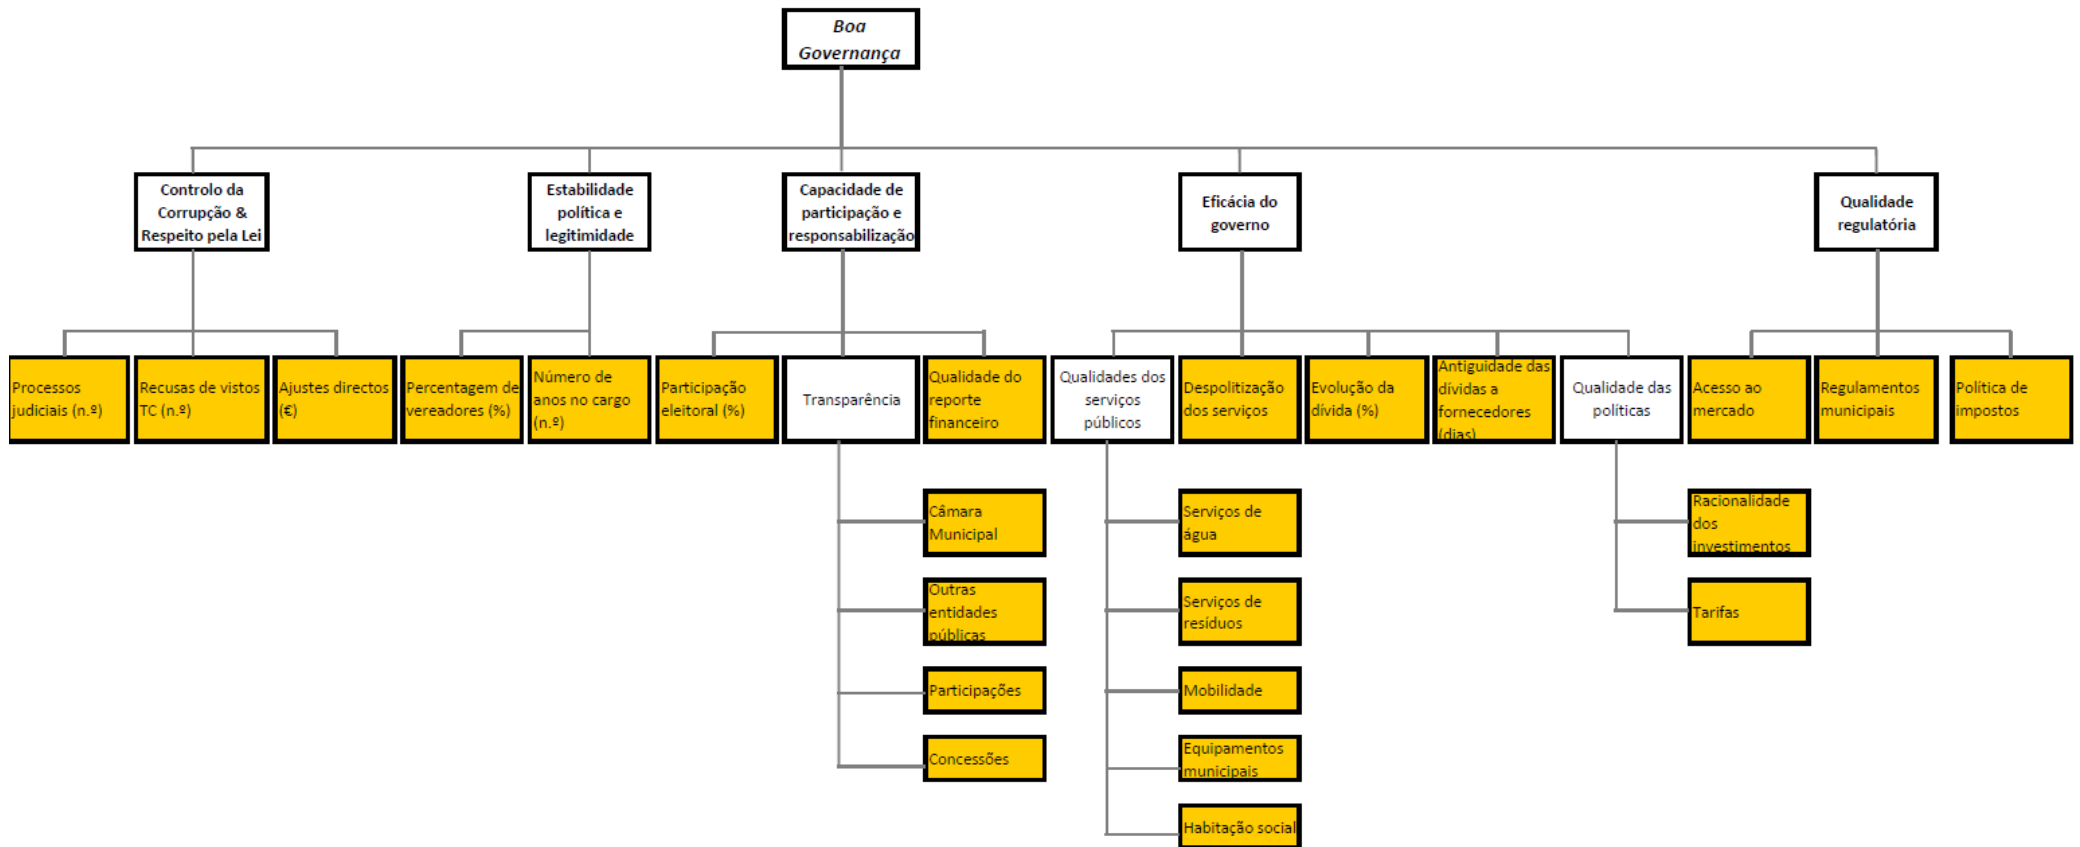 Boa
Governança
Controlo da
Corrupção &
Respeito pela Lei
Estabilidade
política e
legitimidade
Capacidade de
participação e
responsabilização
Eficácia do
governo
Qualidade
regulatória
Processos
judiciais (n.º)
Recusas de vistos
TC (n.º)
Ajustes directos
(€)
Percentagem de
vereadores (%)
Número de
anos no cargo
(n.º)
Participação
eleitoral (%)
Transparência
Qualidade do
reporte
financeiro
Qualidades dos
serviços
públicos
Despolitização
dos serviços
Evolução da
dívida (%)
Antiguidade das
dívidas a
fornecedores
(dias)
Qualidade das
políticas
Acesso ao
mercado
Regulamentos
municipais
Política de
impostos
Câmara
Municipal
Outras
entidades
públicas
Participações
Concessões
Serviços de
água
Serviços de
resíduos
Mobilidade
Equipamentos
municipais
Habitação social
Racionalidade
dos
investimentos
Tarifas